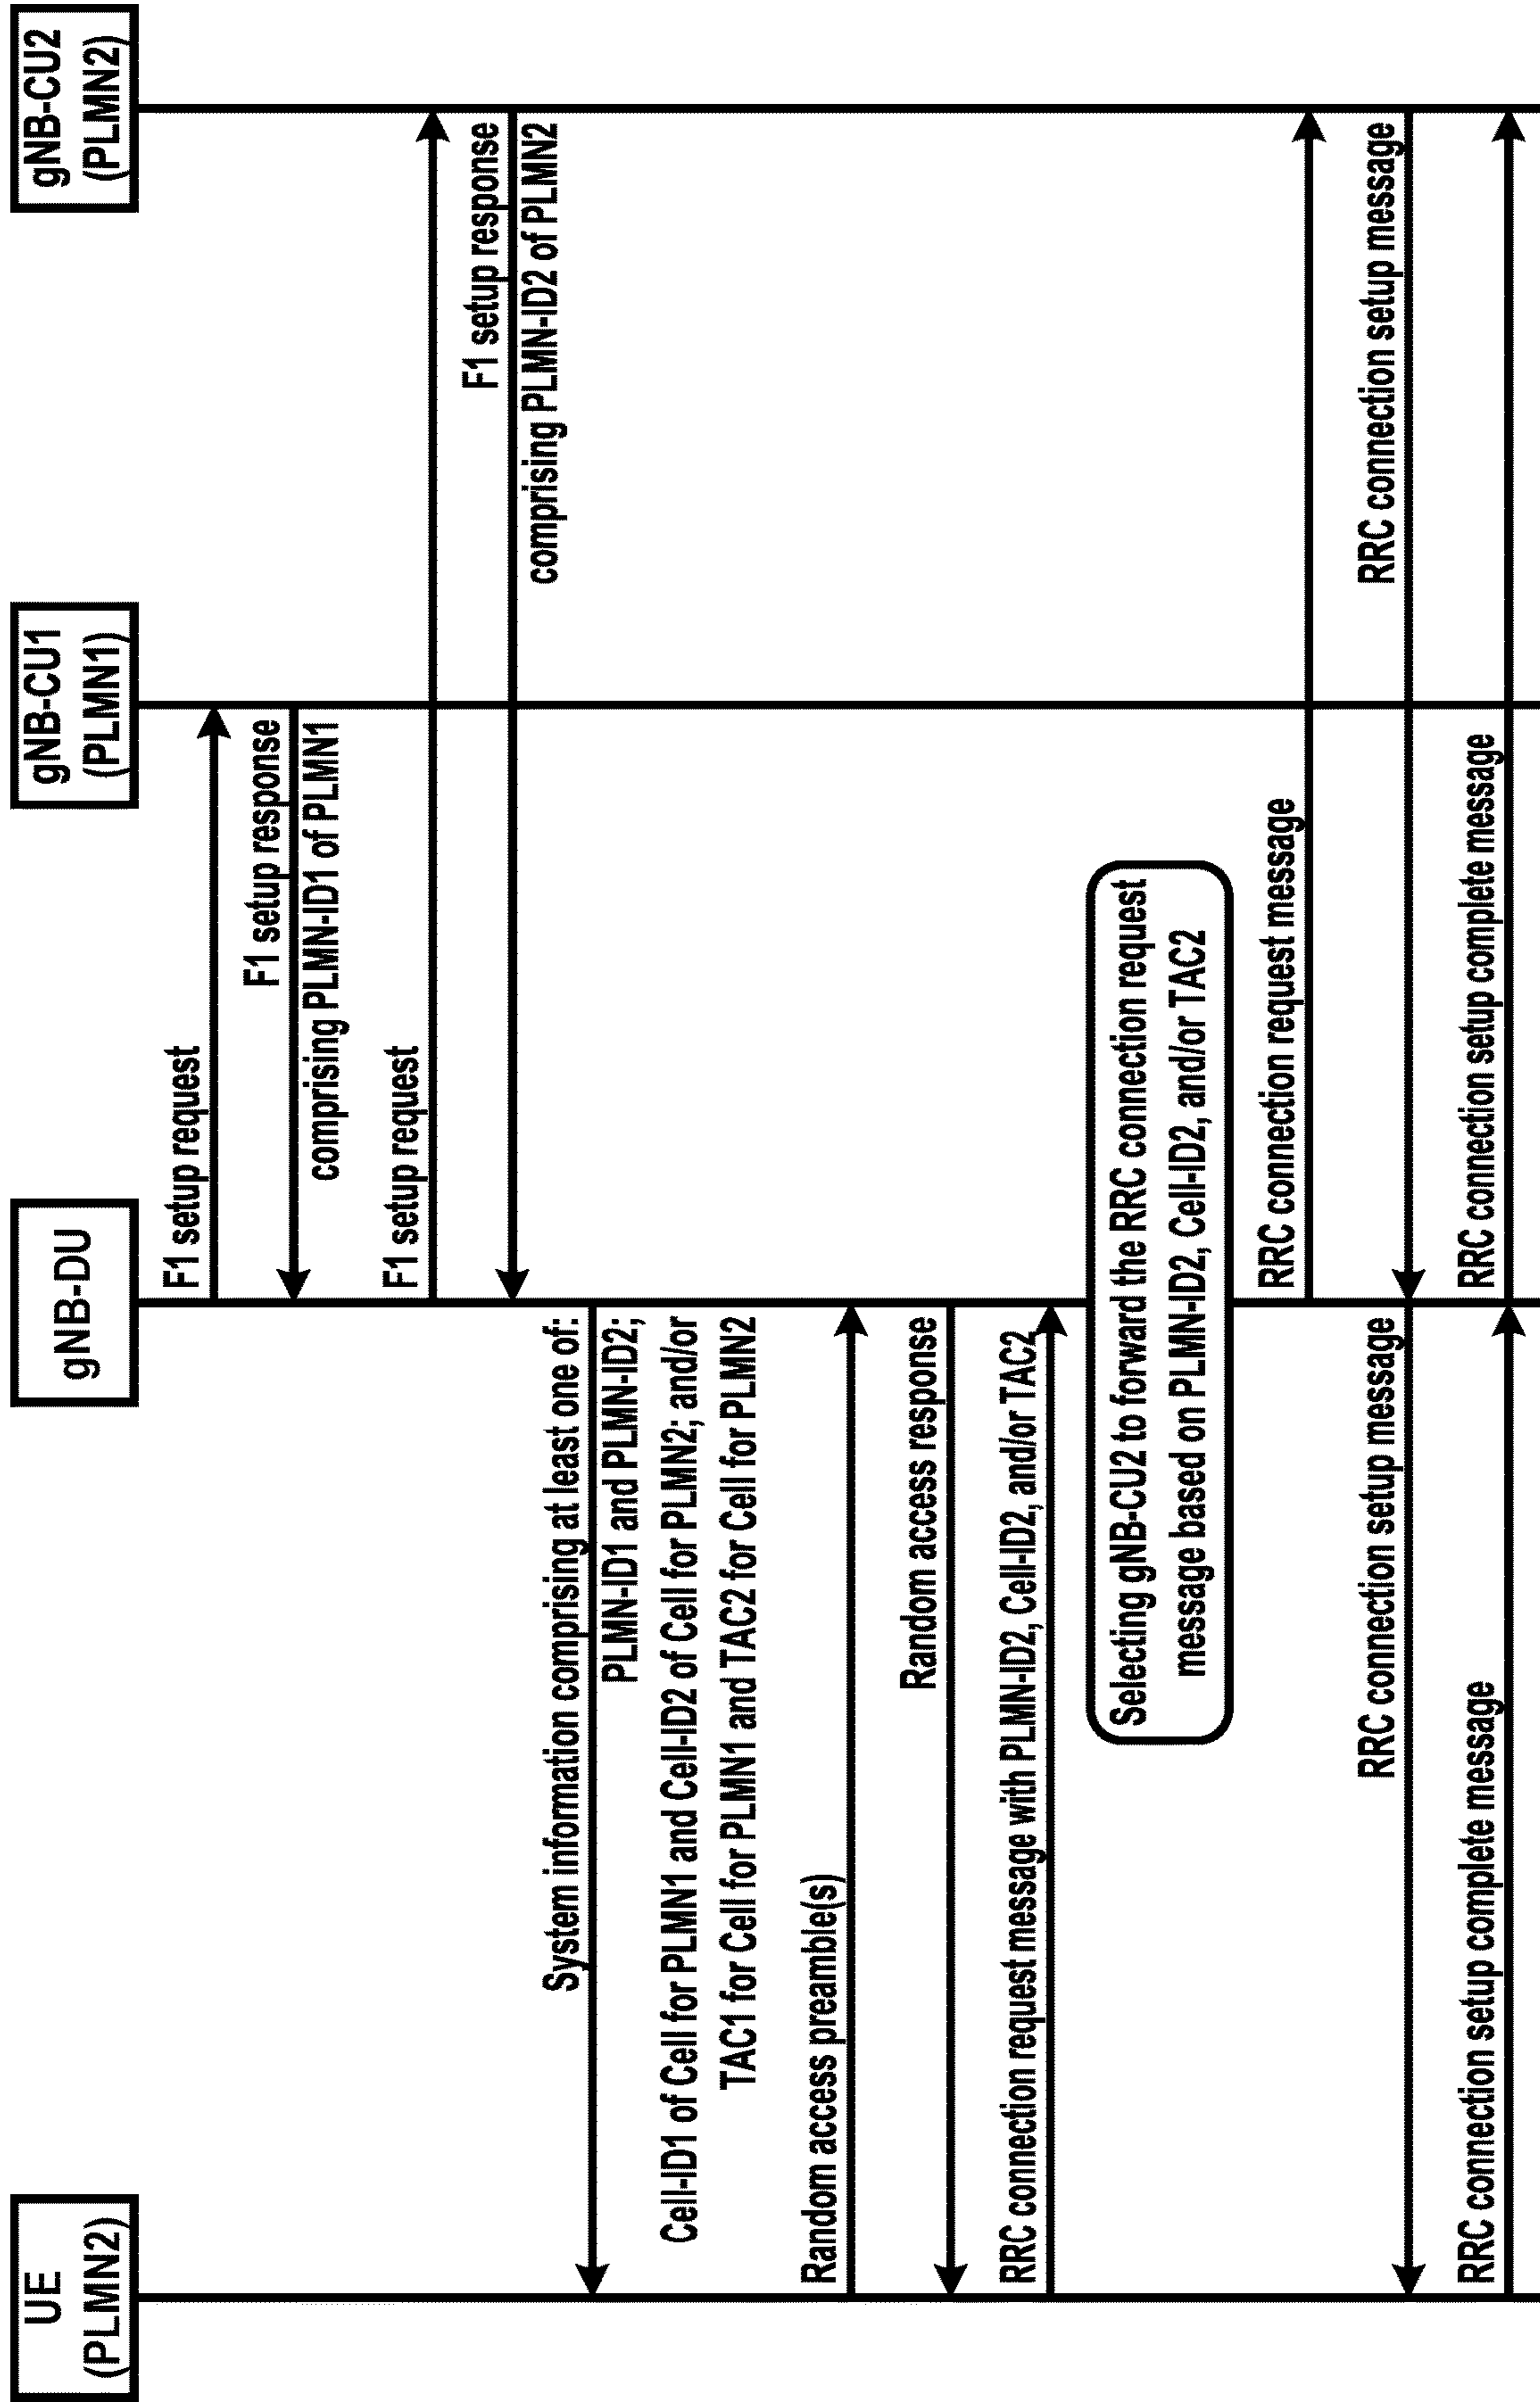 UE
(PLMN2)
gNB-DU
gNB-CU1
(PLMN1)
gNB-CU2
(PLMN2)
F1 setup request
F1 setup response
comprising PLMN-ID1 of PLMN1
F1 setup request
F1 setup response
comprising PLMN-ID2 of PLMN2
System information comprising at least one of:
PLMN-ID1 and PLMN-ID2;
Cell-ID1 of Cell for PLMN1 and Cell-ID2 of Cell for PLMN2; and/or
TAC1 for Cell for PLMN1 and TAC2 for Cell for PLMN2
Random access preamble(s)
Random access response
RRC connection request message with PLMN-ID2, Cell-ID2, and/or TAC2
Selecting gNB-CU2 to forward the RRC connection request
message based on PLMN-ID2, Cell-ID2, and/or TAC2
RRC connection request message
RRC connection setup message
RRC connection setup message
RRC connection setup complete message
RRC connection setup complete message